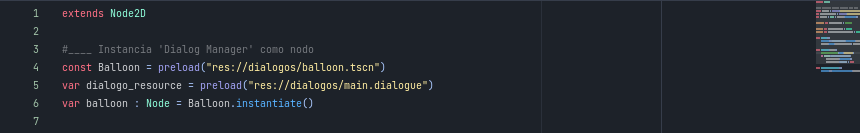 1 extends Node2D
2
3 #____ Instancia 'Dialog Manager' como nodo
4 const Balloon = preload("res://dialogos/balloon.tscn")
5 var dialogo_resource = preload("res://dialogos/main.dialogue")
6 var balloon : Node = Balloon.instantiate()
7